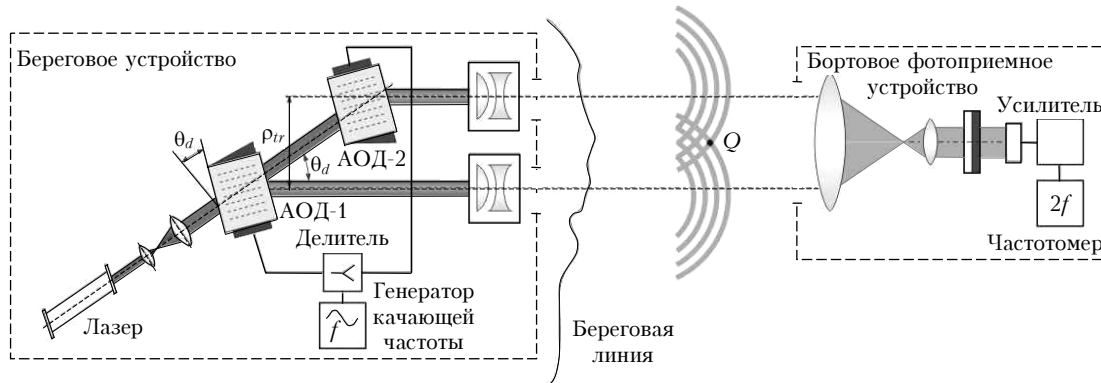 Береговое устройство
θd
ρtr
θd
АОД-2
АОД-1
Делитель
Генератор
качающей
частоты
f
Лазер
Береговая
линия
Q
Бортовое фотоприемное
устройство
Усилитель
2f
Частотомер